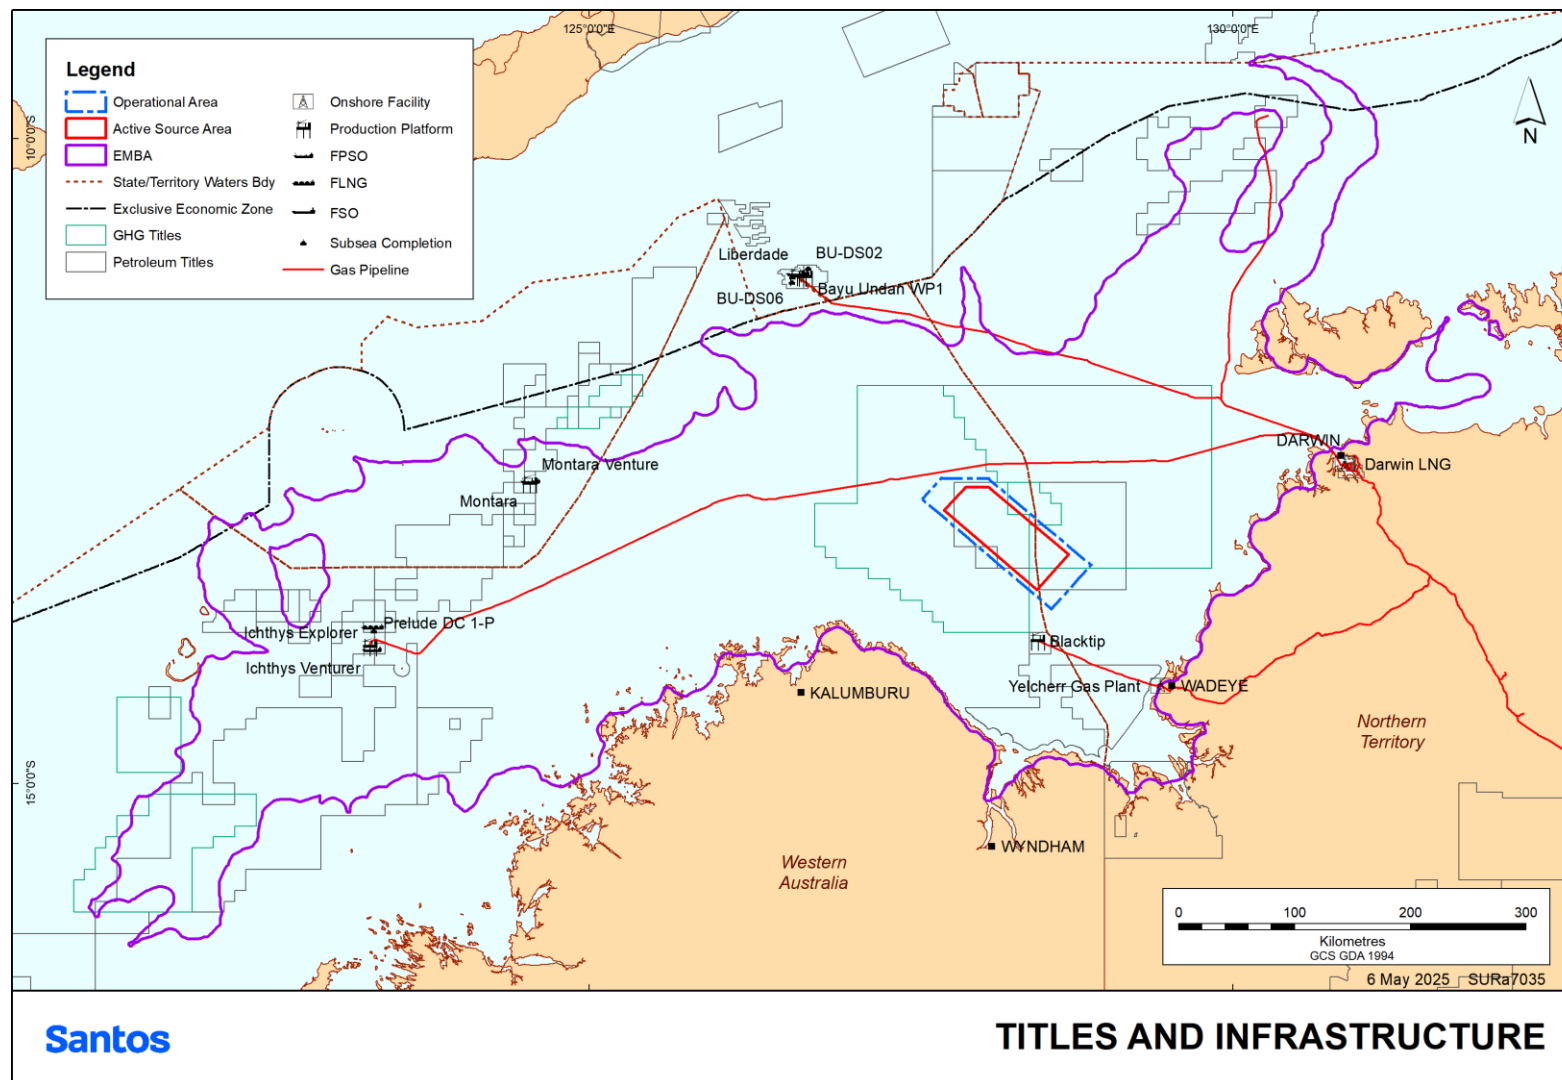 125°0'0"E
130°0'0"E
10°0'0"S
15°0'0"S
Legend
Operational Area
Active Source Area
EMBA
State/Territory Waters Bdy
Exclusive Economic Zone
GHG Titles
Petroleum Titles
Onshore Facility
Production Platform
FPSO
FLNG
FSO
Subsea Completion
Gas Pipeline
N
Liberdade
BU-DS02
Bayu Undan WP1
BU-DS06
Montara Venture
Montara
DARWIN
Darwin LNG
Prelude DC 1-P
Ichthys Explorer
Ichthys Venturer
Blacktip
Yelcherr Gas Plant
WADEYE
KALUMBURU
Northern
Territory
WYNDHAM
Western
Australia
0 100 200 300
Kilometres
GCS GDA 1994
6 May 2025 SURa7035
Santos
TITLES AND INFRASTRUCTURE